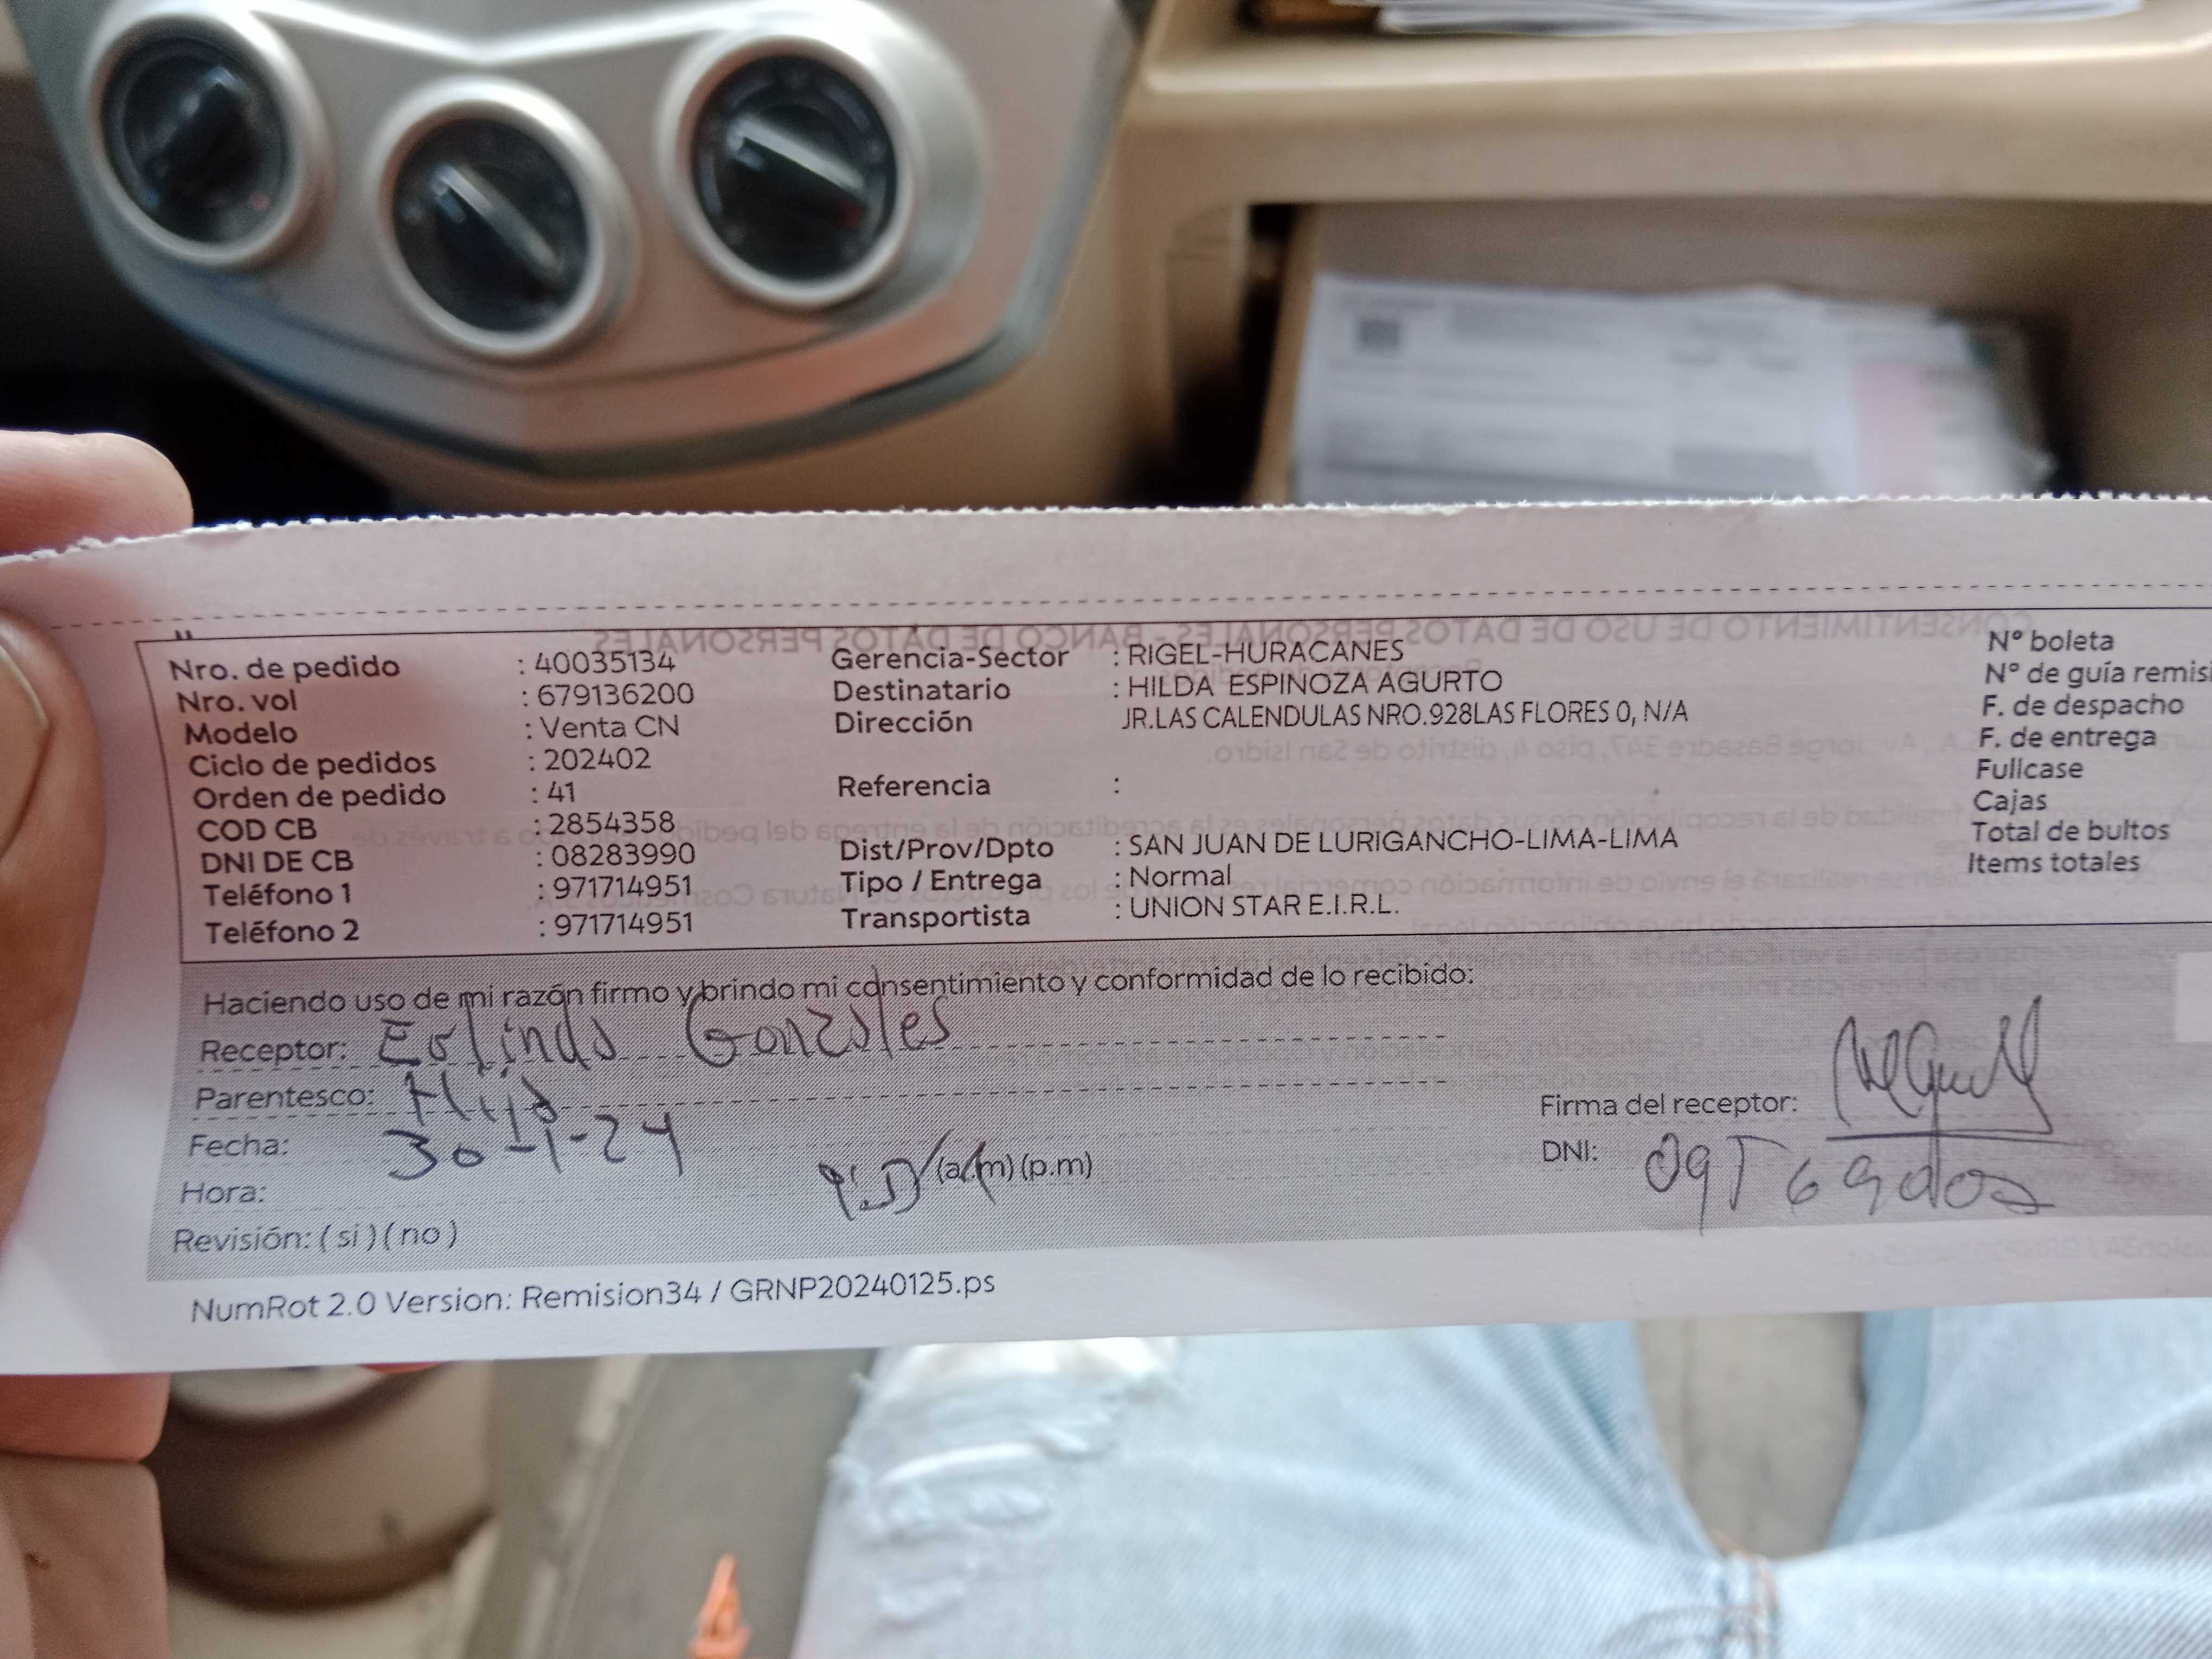 Nro. de pedido : 40035134
Nro. vol : 679136200
Modelo : Venta CN
Ciclo de pedidos : 202402
Orden de pedido : 41
COD CB : 2854358
DNI DE CB : 08283990
Teléfono 1 : 971714951
Teléfono 2 : 971714951
Gerencia-Sector : RIGEL-HURACANES
Destinatario : HILDA ESPINOZA AGURTO
Dirección JR.LAS CALENDULAS NRO.928LAS FLORES 0, N/A
Referencia :
Dist/Prov/Dpto : SAN JUAN DE LURIGANCHO-LIMA-LIMA
Tipo / Entrega : Normal
Transportista : UNION STAR E.I.R.L.
N° boleta
N° de guía remisi
F. de despacho
F. de entrega
Fullcase
Cajas
Total de bultos
Items totales
Haciendo uso de mi razón firmo y brindo mi consentimiento y conformidad de lo recibido:
Receptor: Erlinda Gonzales
Parentesco: Hija
Fecha: 30-1-24
Hora: (a.m) (p.m)
Revisión: ( si ) ( no )
Firma del receptor:
DNI:
NumRot 2.0 Version: Remision34 / GRNP20240125.ps